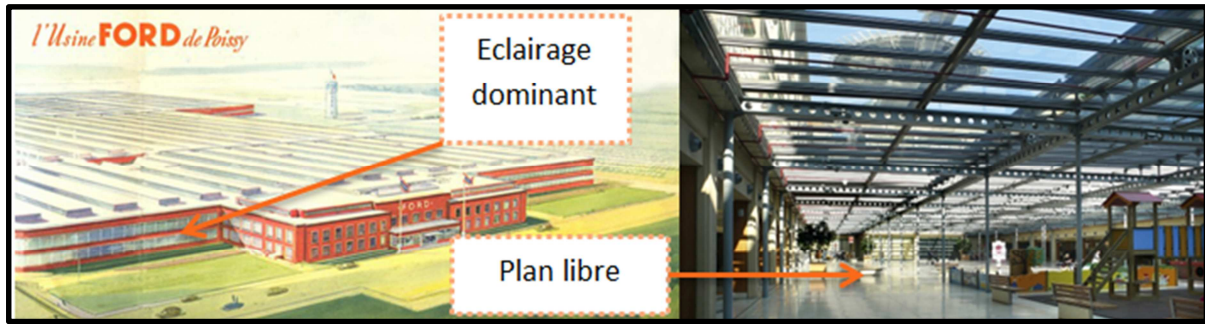 l'Usine FORD de Poissy
Eclairage
dominant
FORD
Plan libre